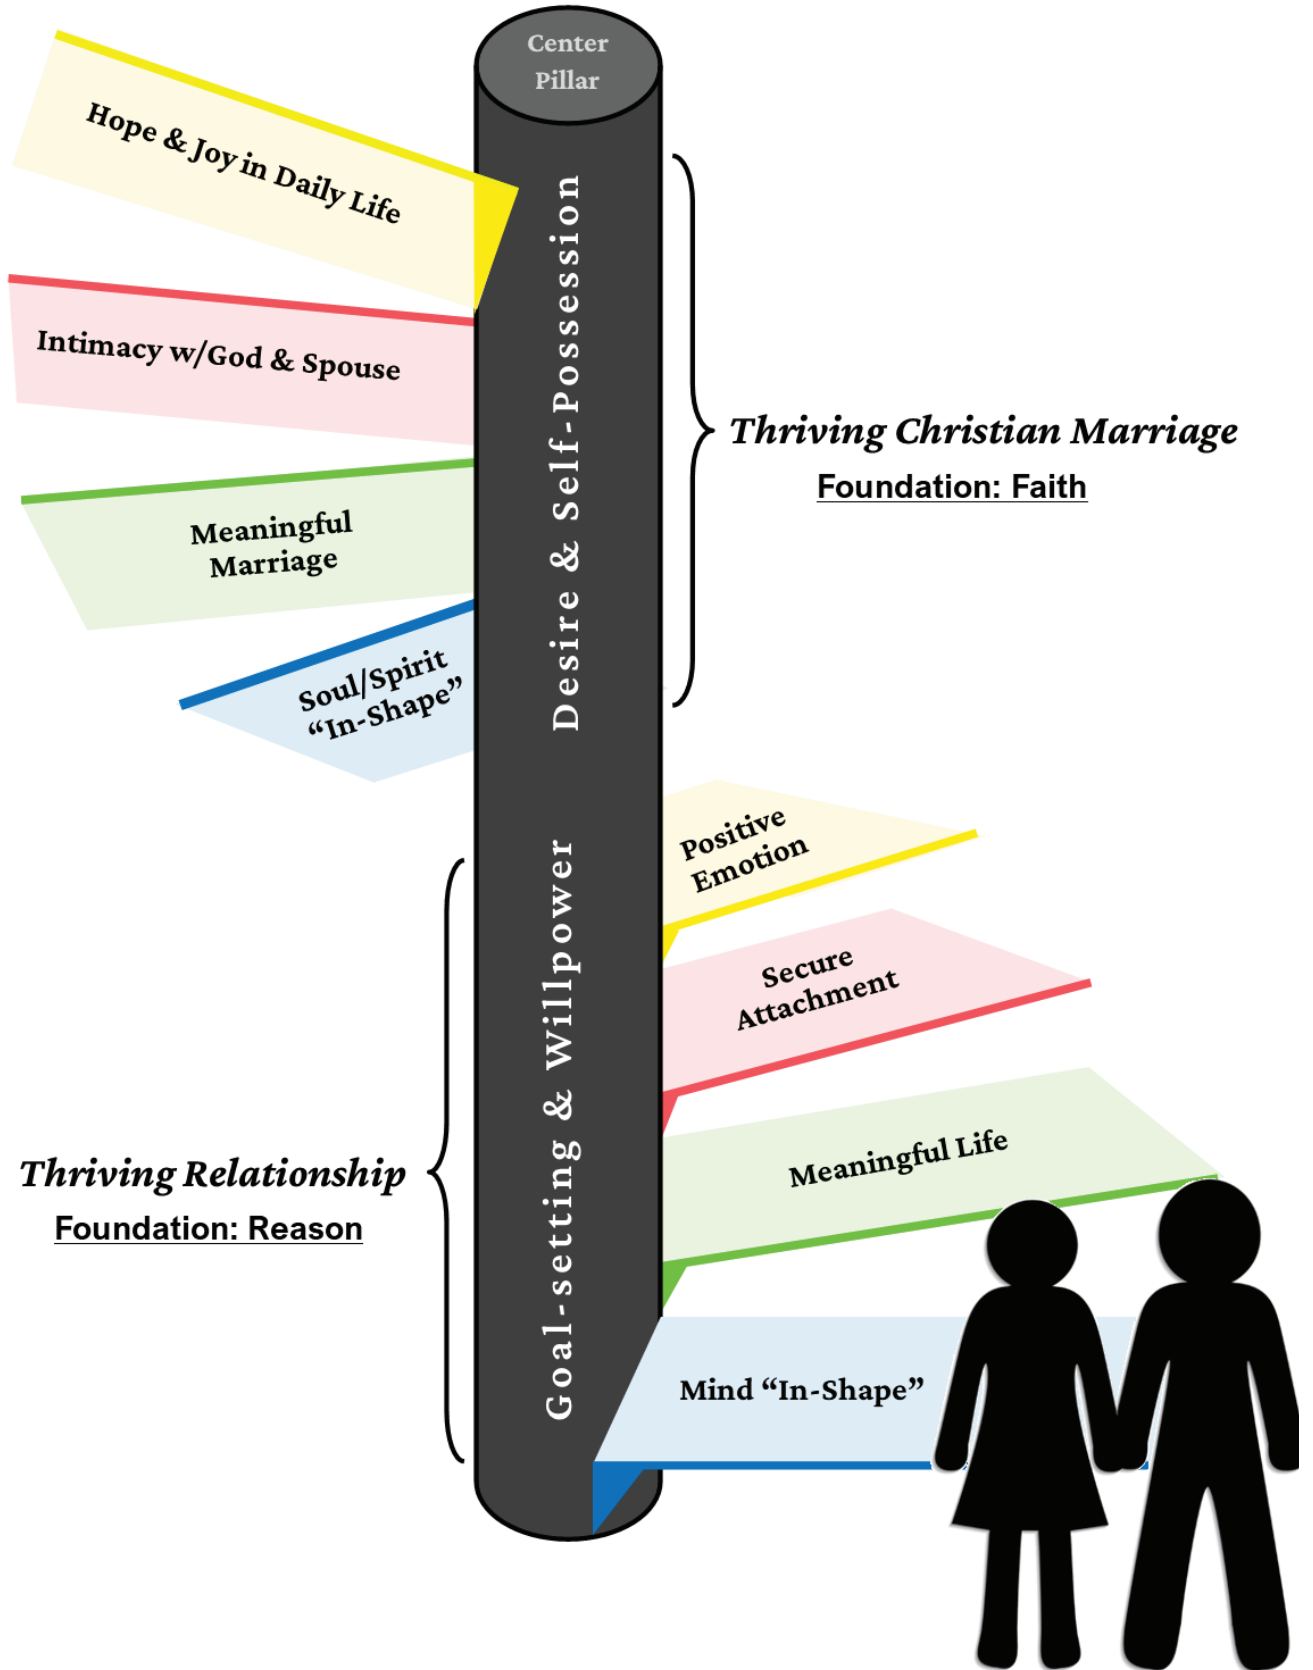 Center
Pillar
Hope & Joy in Daily Life
Intimacy w/God & Spouse
Meaningful
Marriage
Soul/Spirit
“In-Shape”
Desire & Self-Possession
Thriving Christian Marriage
Foundation: Faith
Positive
Emotion
Secure
Attachment
Meaningful Life
Mind “In-Shape”
Goal-setting & Willpower
Thriving Relationship
Foundation: Reason